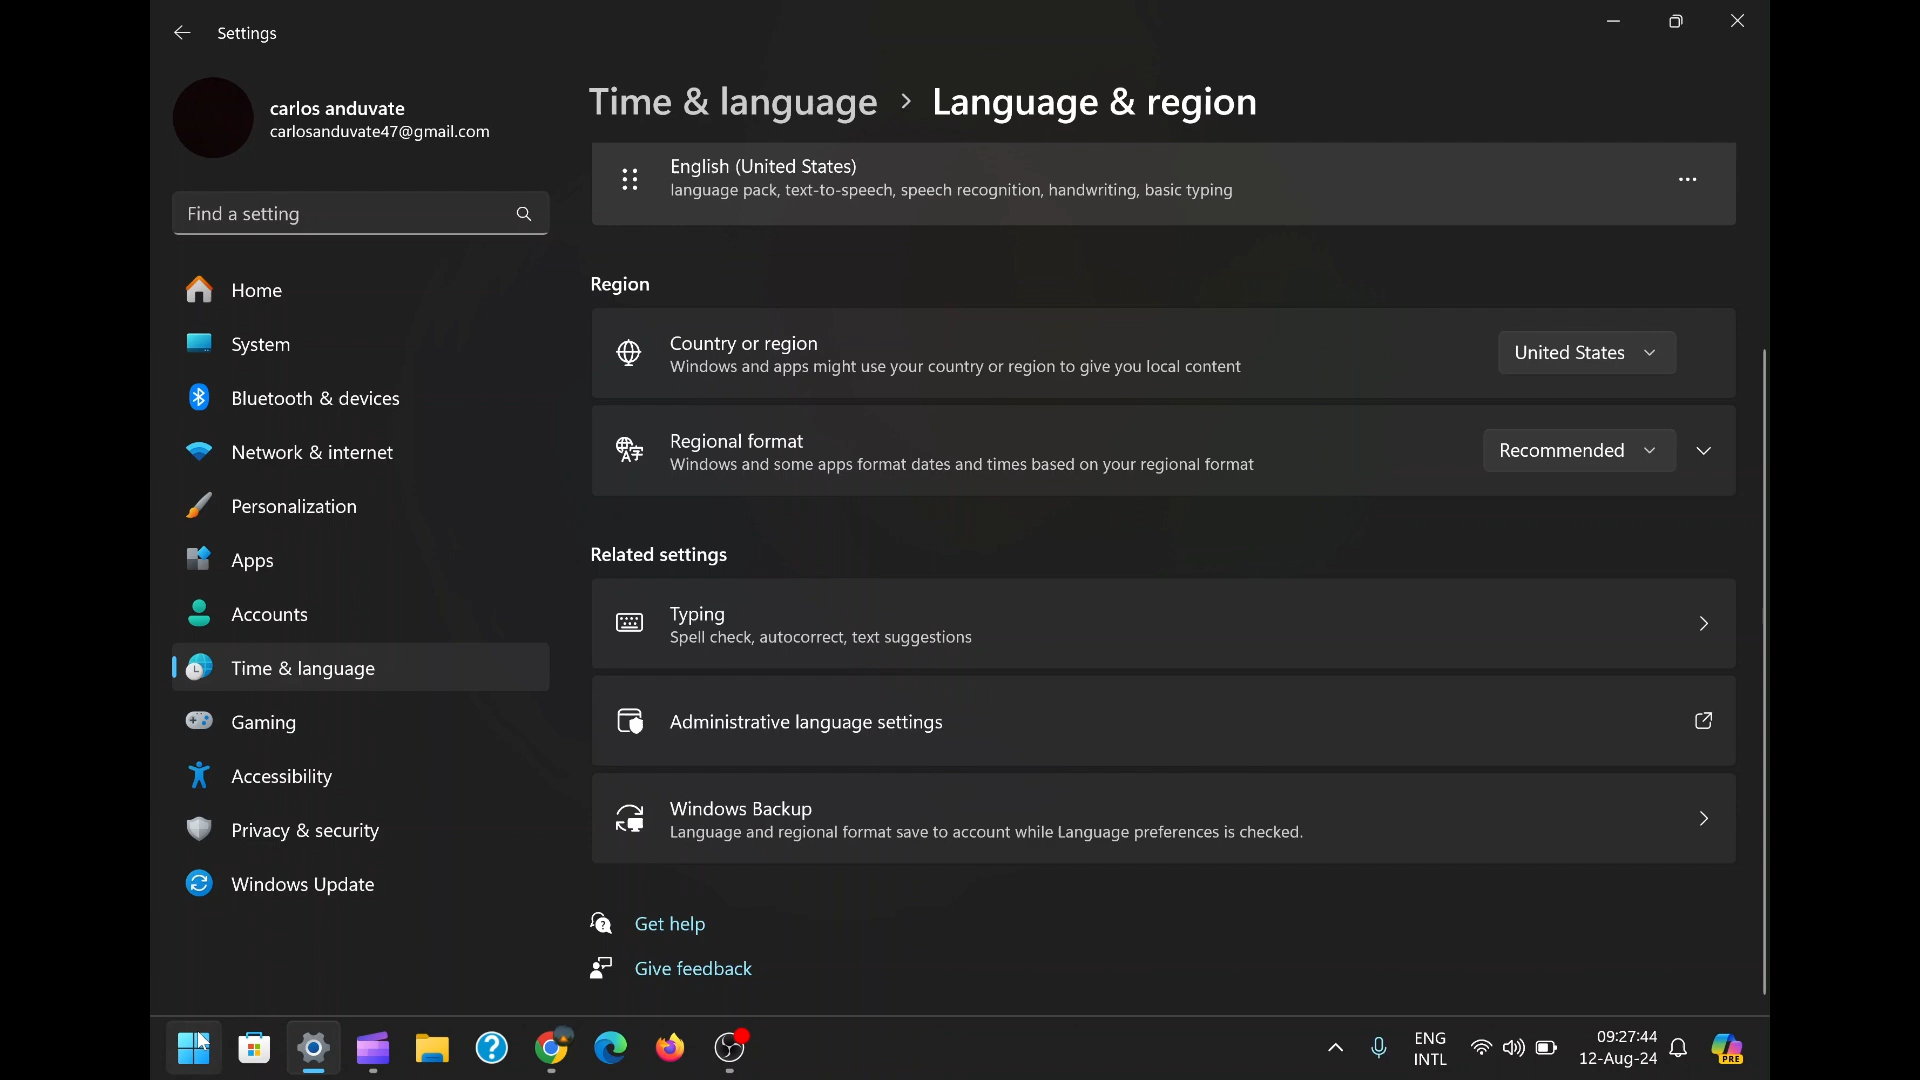 Settings
carlos anduvate
carlosanduvate47@gmail.com
Find a setting
Home
System
Bluetooth & devices
Network & internet
Personalization
Apps
Accounts
Time & language
Gaming
Accessibility
Privacy & security
Windows Update
Time & language > Language & region
English (United States)
language pack, text-to-speech, speech recognition, handwriting, basic typing
Region
Country or region
Windows and apps might use your country or region to give you local content
United States
Regional format
Windows and some apps format dates and times based on your regional format
Recommended
Related settings
Typing
Spell check, autocorrect, text suggestions
Administrative language settings
Windows Backup
Language and regional format save to account while Language preferences is checked.
Get help
Give feedback
ENG
INTL
09:27:44
12-Aug-24
PRE